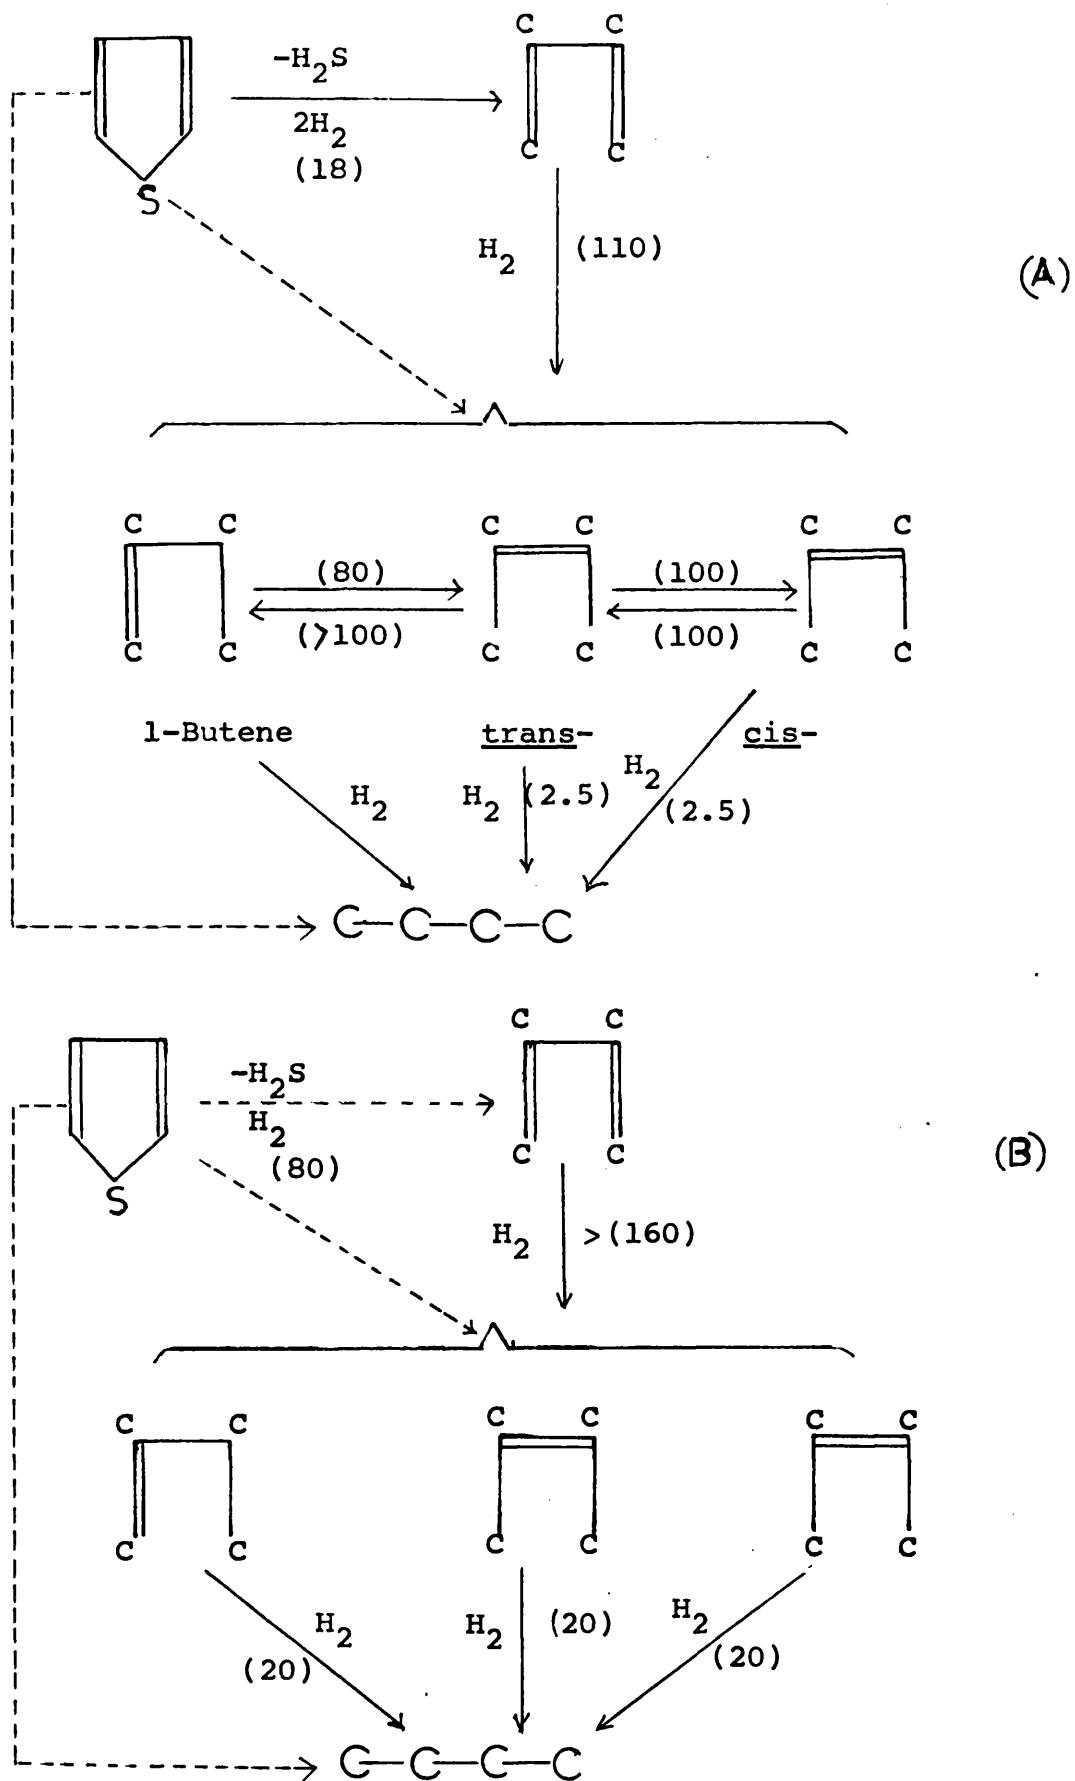 C C
-H2S
2H2
(18)
S
C C
H2 (110)
(A)
C C C C C C
(80) (100)
(>100) (100)
C C C C C C
1-Butene trans- cis-
H2 H2 (2.5) H2 (2.5)
C-C-C-C
C C
-H2S
H2
(80)
S
C C
(B)
H2 >(160)
C C C C C C
C C C C C C
H2 H2 (20) H2
(20) (20)
C-C-C-C